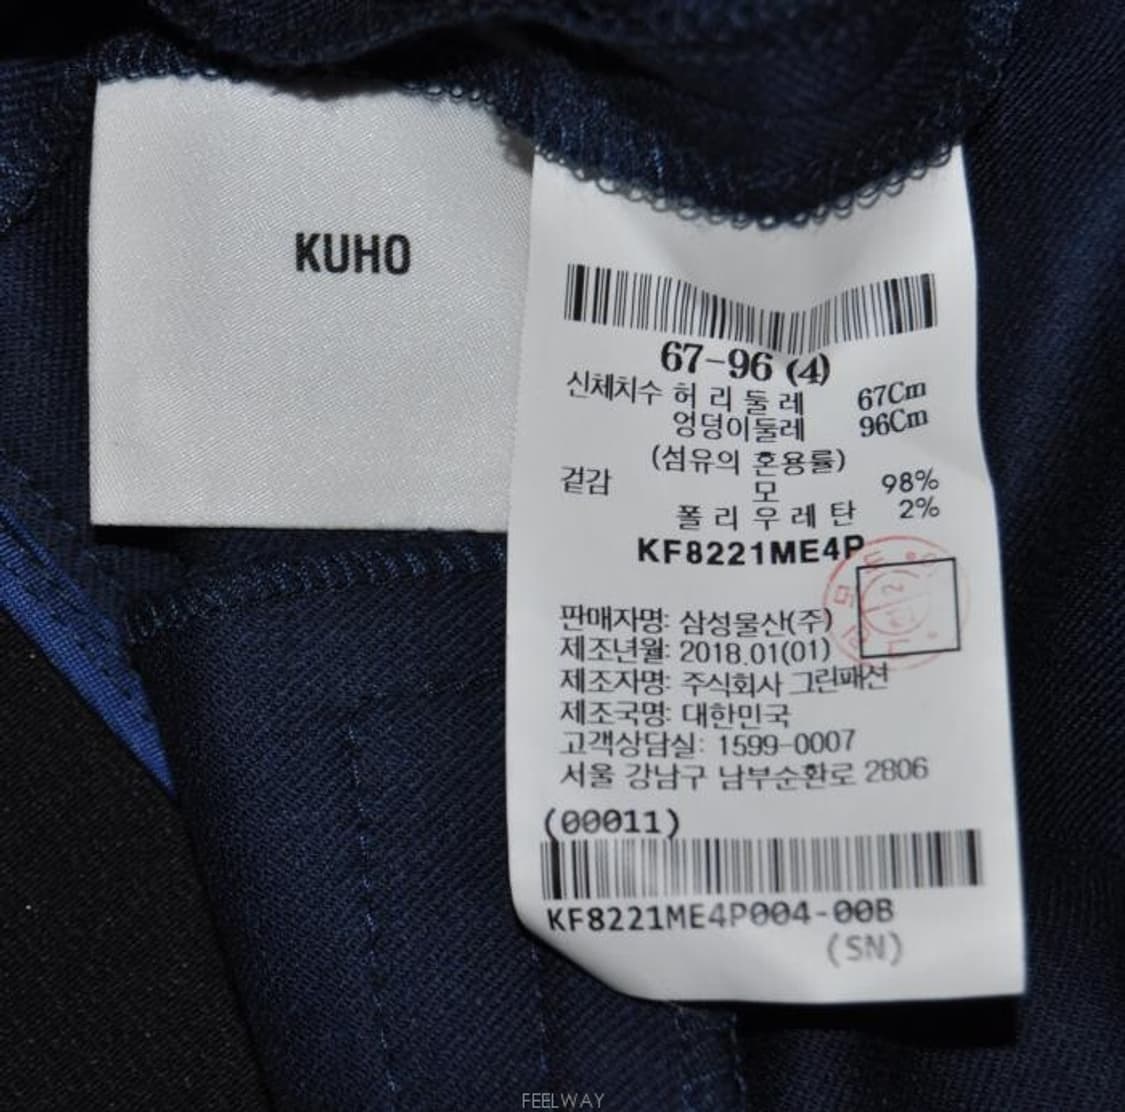 KUHO
67-96 (4)
신체치수 허 리 둘 레 67Cm
엉덩이둘레 96Cm
(섬유의 혼용률)
겉감 모 98%
폴 리 우 레 탄 2%
KF8221ME4P
판매자명: 삼성물산(주)
제조년월: 2018.01(01)
제조자명: 주식회사 그린패션
제조국명: 대한민국
고객상담실: 1599-0007
서울 강남구 남부순환로 2806
(00011)
KF8221ME4P004-00B
(SN)
FEELWAY